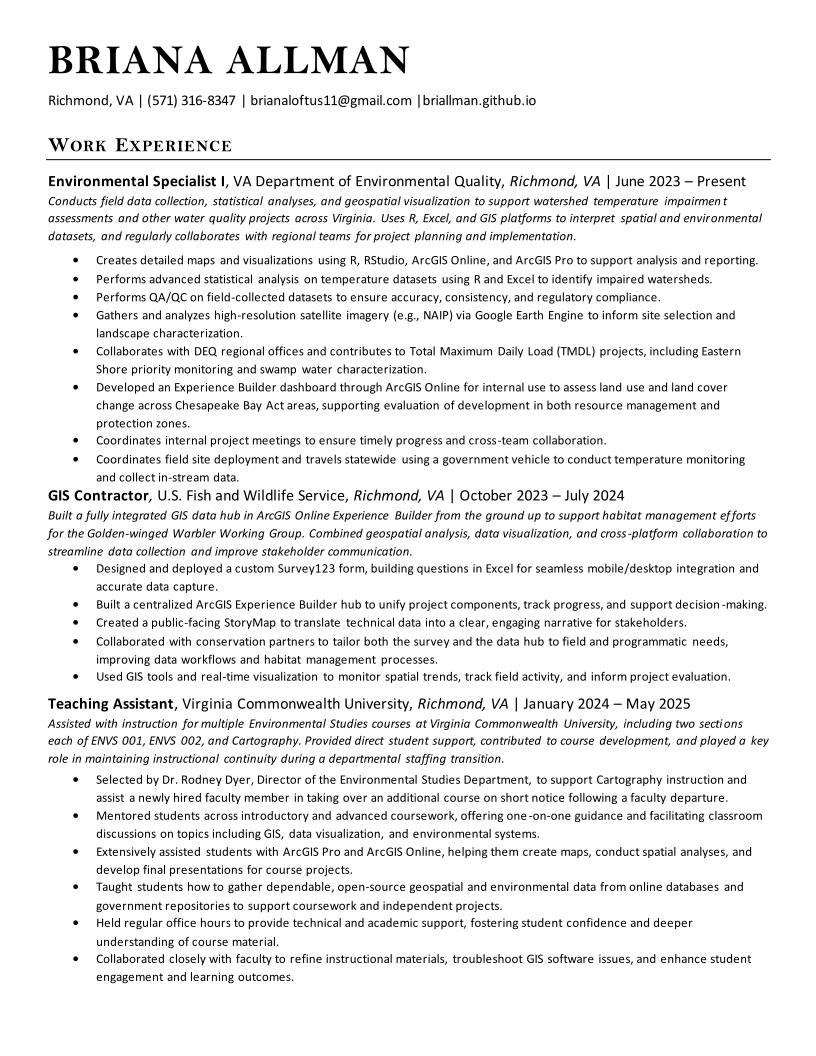 BRIANA ALLMAN
Richmond, VA | (571) 316-8347 | brianaloftus11@gmail.com |briallman.github.io
WORK EXPERIENCE
Environmental Specialist I, VA Department of Environmental Quality, Richmond, VA | June 2023 – Present
Conducts field data collection, statistical analyses, and geospatial visualization to support watershed temperature impairment
assessments and other water quality projects across Virginia. Uses R, Excel, and GIS platforms to interpret spatial and environmental
datasets, and regularly collaborates with regional teams for project planning and implementation.
• Creates detailed maps and visualizations using R, RStudio, ArcGIS Online, and ArcGIS Pro to support analysis and reporting.
• Performs advanced statistical analysis on temperature datasets using R and Excel to identify impaired watersheds.
• Performs QA/QC on field-collected datasets to ensure accuracy, consistency, and regulatory compliance.
• Gathers and analyzes high-resolution satellite imagery (e.g., NAIP) via Google Earth Engine to inform site selection and
landscape characterization.
• Collaborates with DEQ regional offices and contributes to Total Maximum Daily Load (TMDL) projects, including Eastern
Shore priority monitoring and swamp water characterization.
• Developed an Experience Builder dashboard through ArcGIS Online for internal use to assess land use and land cover
change across Chesapeake Bay Act areas, supporting evaluation of development in both resource management and
protection zones.
• Coordinates internal project meetings to ensure timely progress and cross-team collaboration.
• Coordinates field site deployment and travels statewide using a government vehicle to conduct temperature monitoring
and collect in-stream data.
GIS Contractor, U.S. Fish and Wildlife Service, Richmond, VA | October 2023 – July 2024
Built a fully integrated GIS data hub in ArcGIS Online Experience Builder from the ground up to support habitat management efforts
for the Golden-winged Warbler Working Group. Combined geospatial analysis, data visualization, and cross-platform collaboration to
streamline data collection and improve stakeholder communication.
• Designed and deployed a custom Survey123 form, building questions in Excel for seamless mobile/desktop integration and
accurate data capture.
• Built a centralized ArcGIS Experience Builder hub to unify project components, track progress, and support decision-making.
• Created a public-facing StoryMap to translate technical data into a clear, engaging narrative for stakeholders.
• Collaborated with conservation partners to tailor both the survey and the data hub to field and programmatic needs,
improving data workflows and habitat management processes.
• Used GIS tools and real-time visualization to monitor spatial trends, track field activity, and inform project evaluation.
Teaching Assistant, Virginia Commonwealth University, Richmond, VA | January 2024 – May 2025
Assisted with instruction for multiple Environmental Studies courses at Virginia Commonwealth University, including two sections
each of ENVS 001, ENVS 002, and Cartography. Provided direct student support, contributed to course development, and played a key
role in maintaining instructional continuity during a departmental staffing transition.
• Selected by Dr. Rodney Dyer, Director of the Environmental Studies Department, to support Cartography instruction and
assist a newly hired faculty member in taking over an additional course on short notice following a faculty departure.
• Mentored students across introductory and advanced coursework, offering one-on-one guidance and facilitating classroom
discussions on topics including GIS, data visualization, and environmental systems.
• Extensively assisted students with ArcGIS Pro and ArcGIS Online, helping them create maps, conduct spatial analyses, and
develop final presentations for course projects.
• Taught students how to gather dependable, open-source geospatial and environmental data from online databases and
government repositories to support coursework and independent projects.
• Held regular office hours to provide technical and academic support, fostering student confidence and deeper
understanding of course material.
• Collaborated closely with faculty to refine instructional materials, troubleshoot GIS software issues, and enhance student
engagement and learning outcomes.